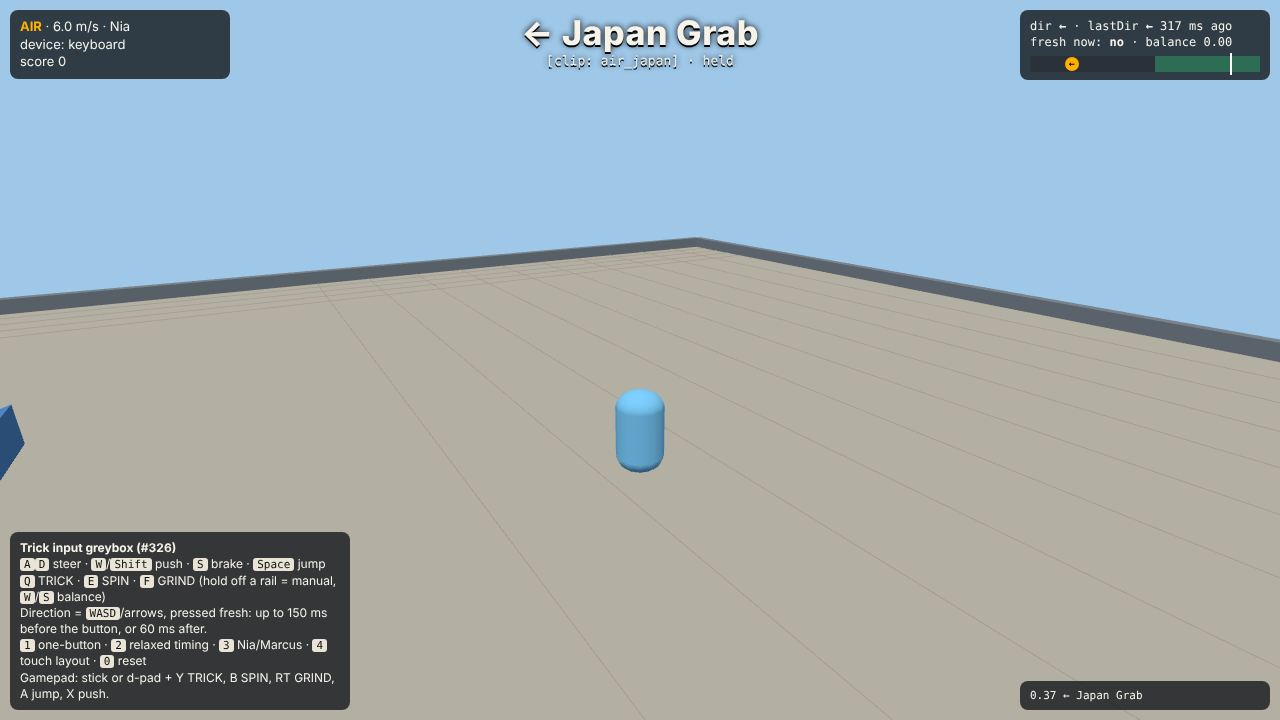 AIR · 6.0 m/s · Nia
device: keyboard
score 0
← Japan Grab
[clip: air_japan] · held
dir ← · lastDir ← 317 ms ago
fresh now: no · balance 0.00
←
Trick input greybox (#326)
A D steer · W/Shift push · S brake · Space jump
Q TRICK · E SPIN · F GRIND (hold off a rail = manual,
W/S balance)
Direction = WASD/arrows, pressed fresh: up to 150 ms
before the button, or 60 ms after.
1 one-button · 2 relaxed timing · 3 Nia/Marcus · 4
touch layout · 0 reset
Gamepad: stick or d-pad + Y TRICK, B SPIN, RT GRIND,
A jump, X push.
0.37 ← Japan Grab